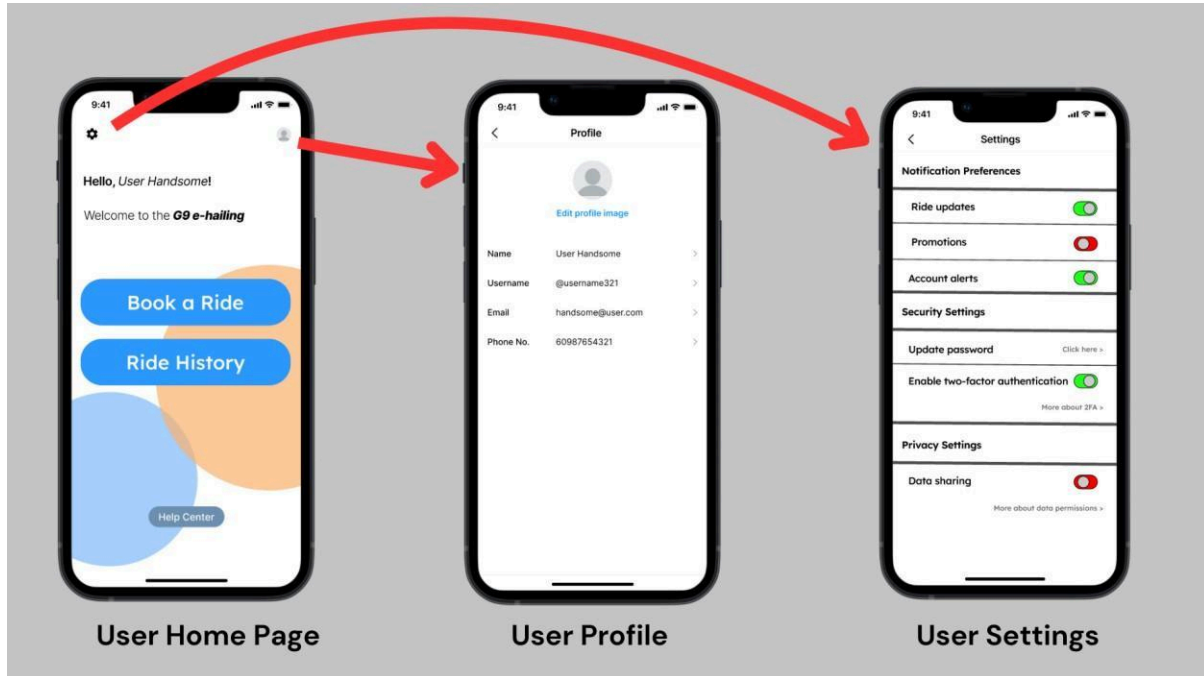 9:41
Hello, User Handsome!
Welcome to the G9 e-hailing
Book a Ride
Ride History
Help Center
User Home Page
9:41
Profile
Edit profile image
Name User Handsome
Username @username321
Email handsome@user.com
Phone No. 60987654321
User Profile
9:41
Settings
Notification Preferences
Ride updates
Promotions
Account alerts
Security Settings
Update password Click here >
Enable two-factor authentication
More about 2FA >
Privacy Settings
Data sharing
More about data permissions >
User Settings